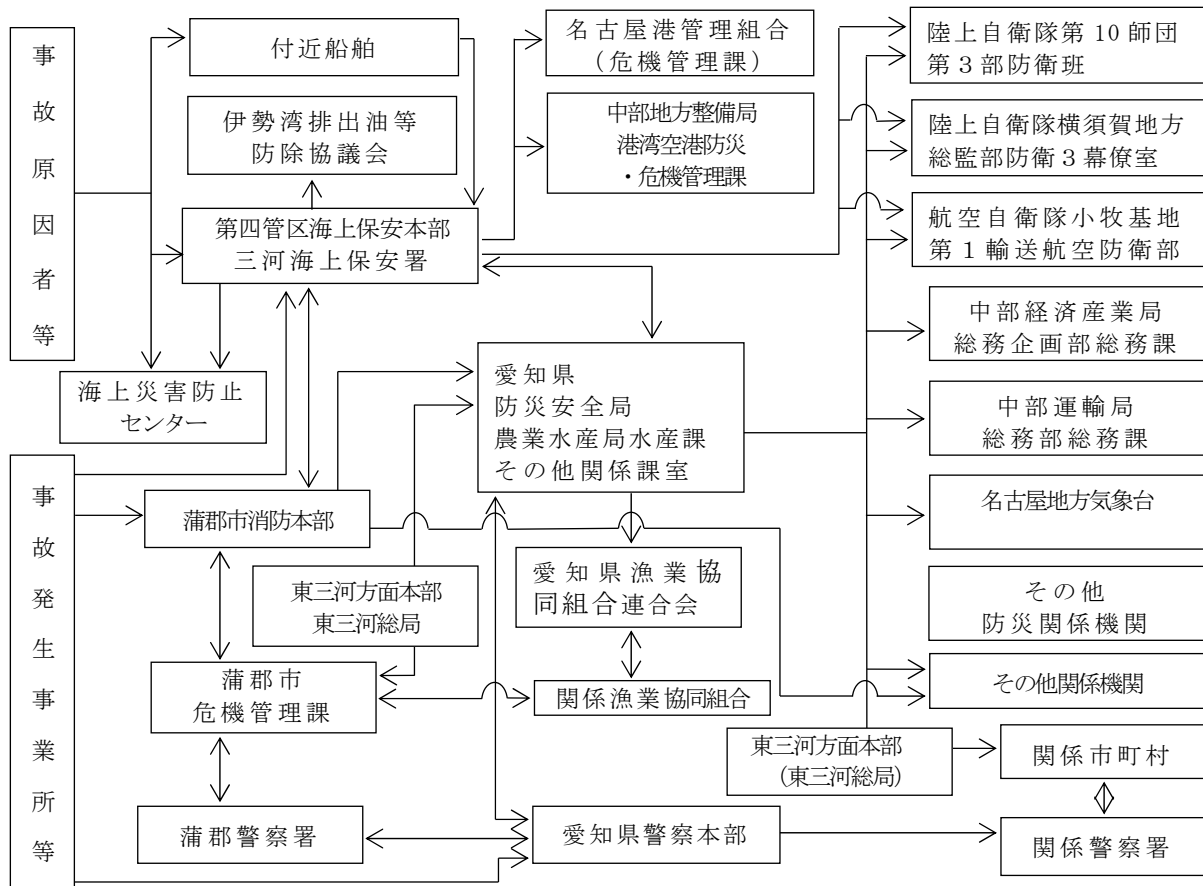 事故原因者等
付近船舶
伊勢湾排出油等
防除協議会
第四管区海上保安本部
三河海上保安署
海上災害防止
センター
名古屋港管理組合
(危機管理課)
中部地方整備局
港湾空港防災
・危機管理課
陸上自衛隊第10師団
第3部防衛班
陸上自衛隊横須賀地方
総監部防衛3幕僚室
航空自衛隊小牧基地
第1輸送航空防衛部
中部経済産業局
総務企画部総務課
中部運輸局
総務部総務課
名古屋地方気象台
その他
防災関係機関
その他関係機関
愛知県
防災安全局
農業水産局水産課
その他関係課室
事故発生事業所等
蒲郡市消防本部
東三河方面本部
東三河総局
愛知県漁業協
同組合連合会
蒲郡市
危機管理課
関係漁業協同組合
東三河方面本部
(東三河総局)
関係市町村
蒲郡警察署
愛知県警察本部
関係警察署